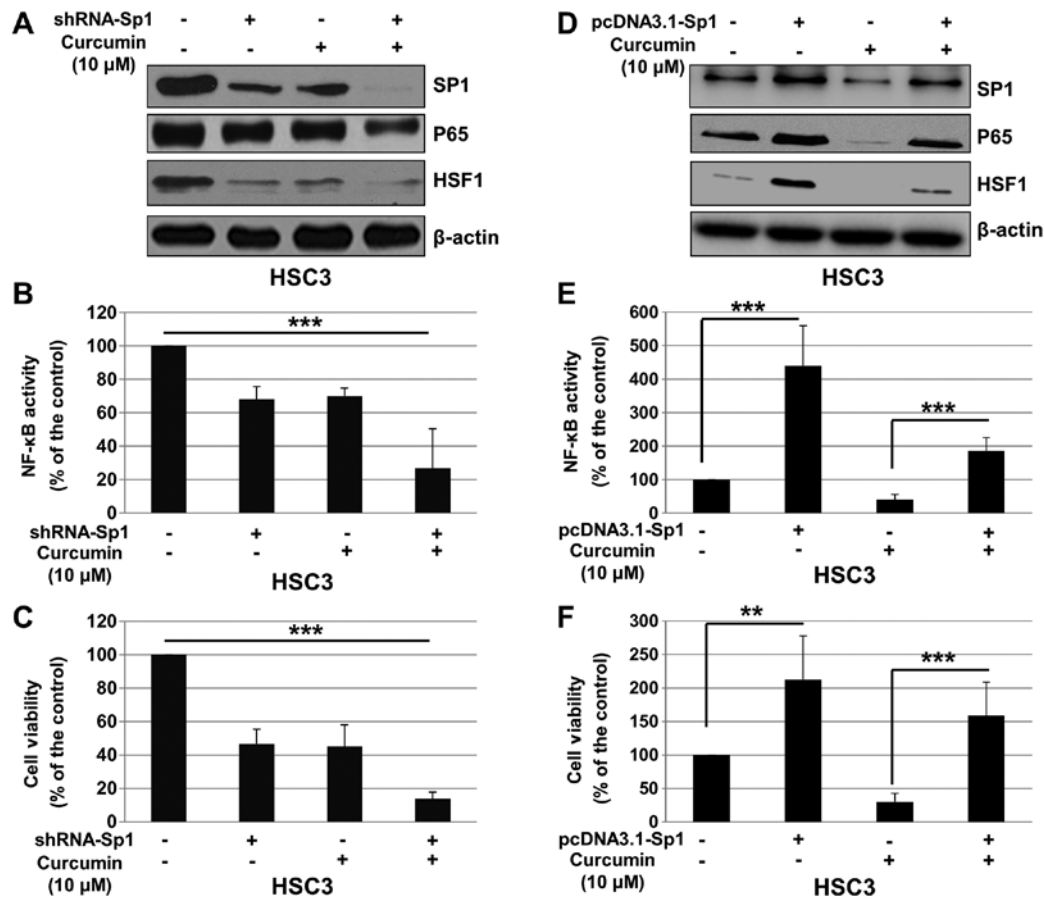 A
shRNA-Sp1 - + - +
Curcumin - - + +
(10 μM)
SP1
P65
HSF1
β-actin
HSC3
B
NF-κB activity
(% of the control)
120
100
80
60
40
20
0
***
shRNA-Sp1 - + - +
Curcumin - - + +
(10 μM)
HSC3
C
Cell viability
(% of the control)
120
100
80
60
40
20
0
***
shRNA-Sp1 - + - +
Curcumin - - + +
(10 μM)
HSC3
D
pcDNA3.1-Sp1 - + - +
Curcumin - - + +
(10 μM)
SP1
P65
HSF1
β-actin
HSC3
E
NF-κB activity
(% of the control)
600
500
400
300
200
100
0
***
***
pcDNA3.1-Sp1 - + - +
Curcumin - - + +
(10 μM)
HSC3
F
Cell viability
(% of the control)
300
250
200
150
100
50
0
**
***
pcDNA3.1-Sp1 - + - +
Curcumin - - + +
(10 μM)
HSC3